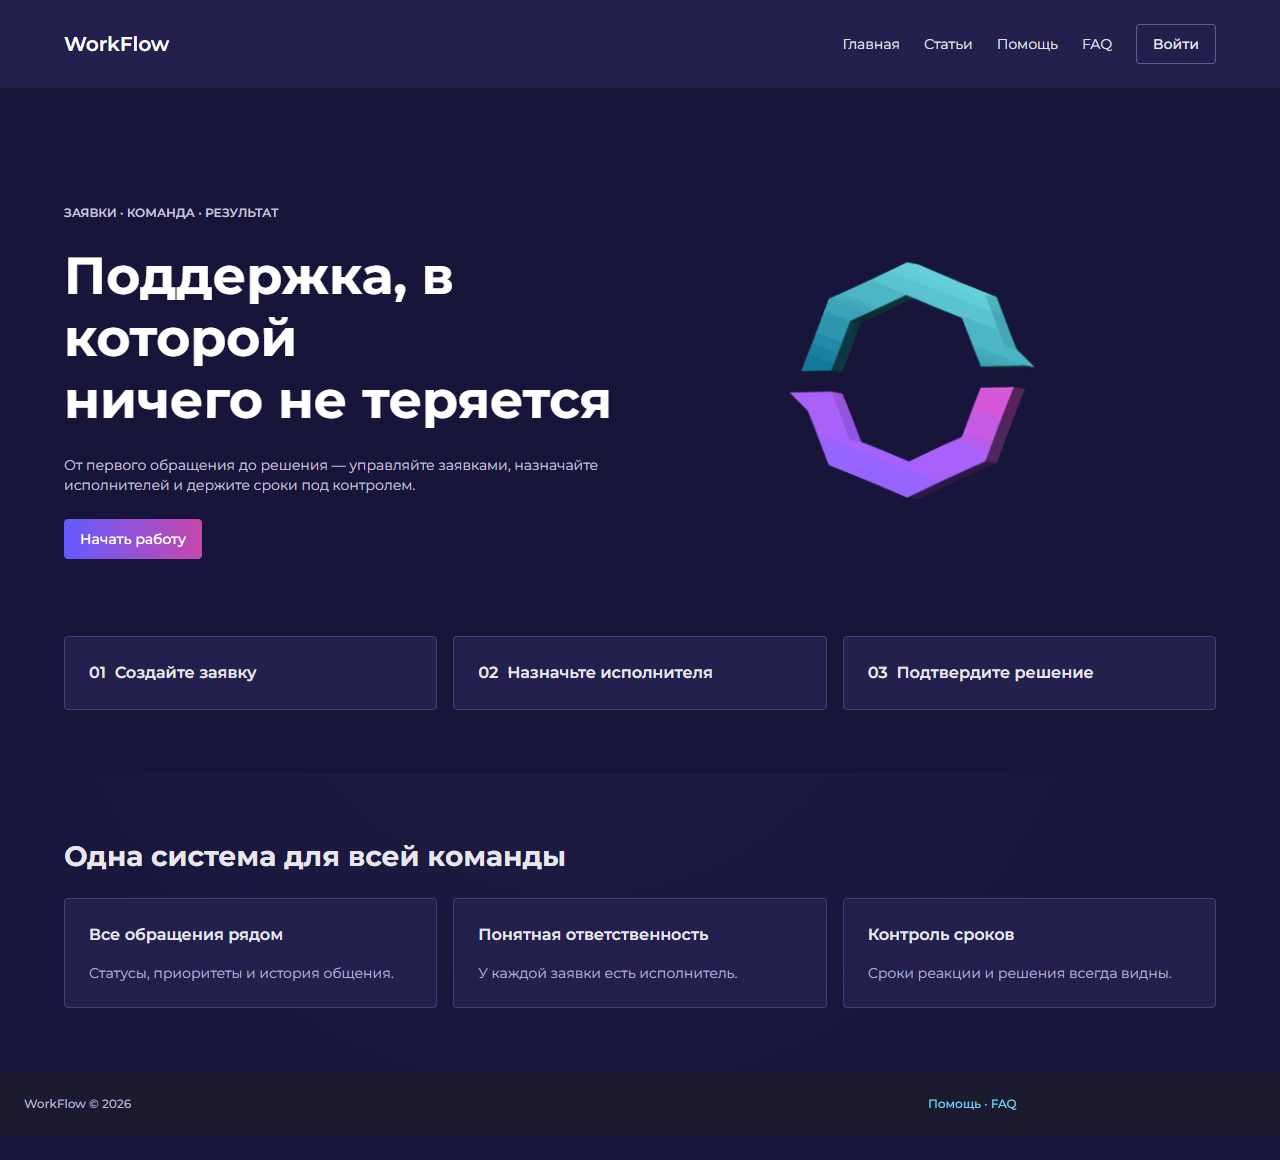 WorkFlow
Главная Статьи Помощь FAQ Войти
ЗАЯВКИ · КОМАНДА · РЕЗУЛЬТАТ
Поддержка, в
которой
ничего не теряется
От первого обращения до решения — управляйте заявками, назначайте
исполнителей и держите сроки под контролем.
Начать работу
01 Создайте заявку
02 Назначьте исполнителя
03 Подтвердите решение
Одна система для всей команды
Все обращения рядом
Статусы, приоритеты и история общения.
Понятная ответственность
У каждой заявки есть исполнитель.
Контроль сроков
Сроки реакции и решения всегда видны.
WorkFlow © 2026
Помощь · FAQ